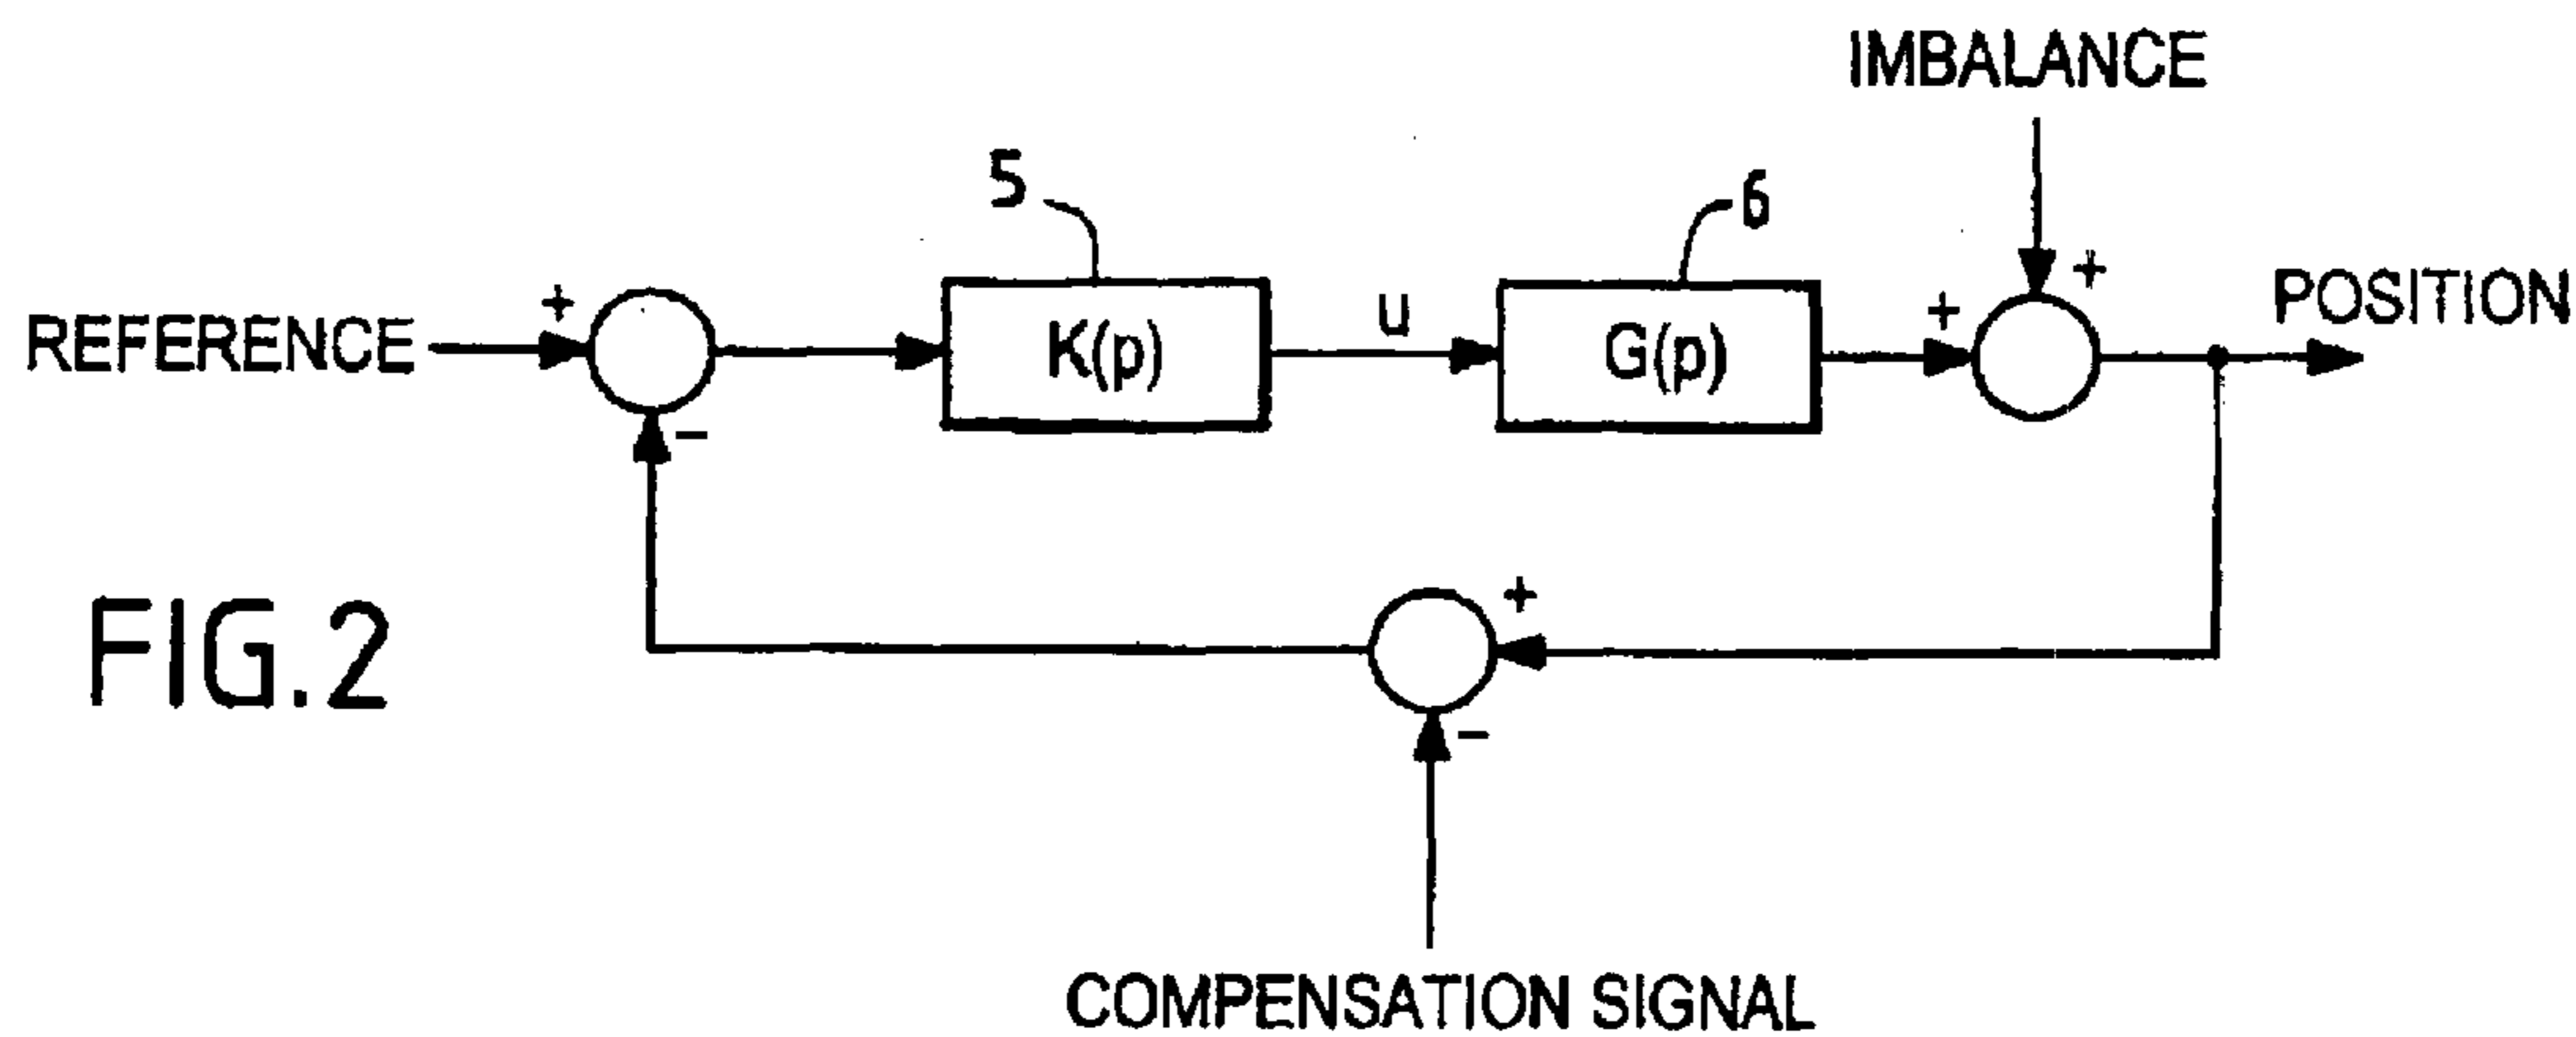 IMBALANCE
5
6
+
+
+
REFERENCE
K(p)
u
G(p)
POSITION
-
+
FIG.2
-
COMPENSATION SIGNAL